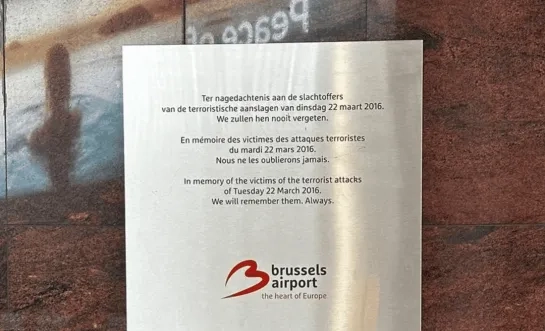 Ter nagedachtenis aan de slachtoffers
van de terroristische aanslagen van dinsdag 22 maart 2016.
We zullen hen nooit vergeten.
En mémoire des victimes des attaques terroristes
du mardi 22 mars 2016.
Nous ne les oublierons jamais.
In memory of the victims of the terrorist attacks
of Tuesday 22 March 2016.
We will remember them. Always.
brussels
airport
the heart of Europe